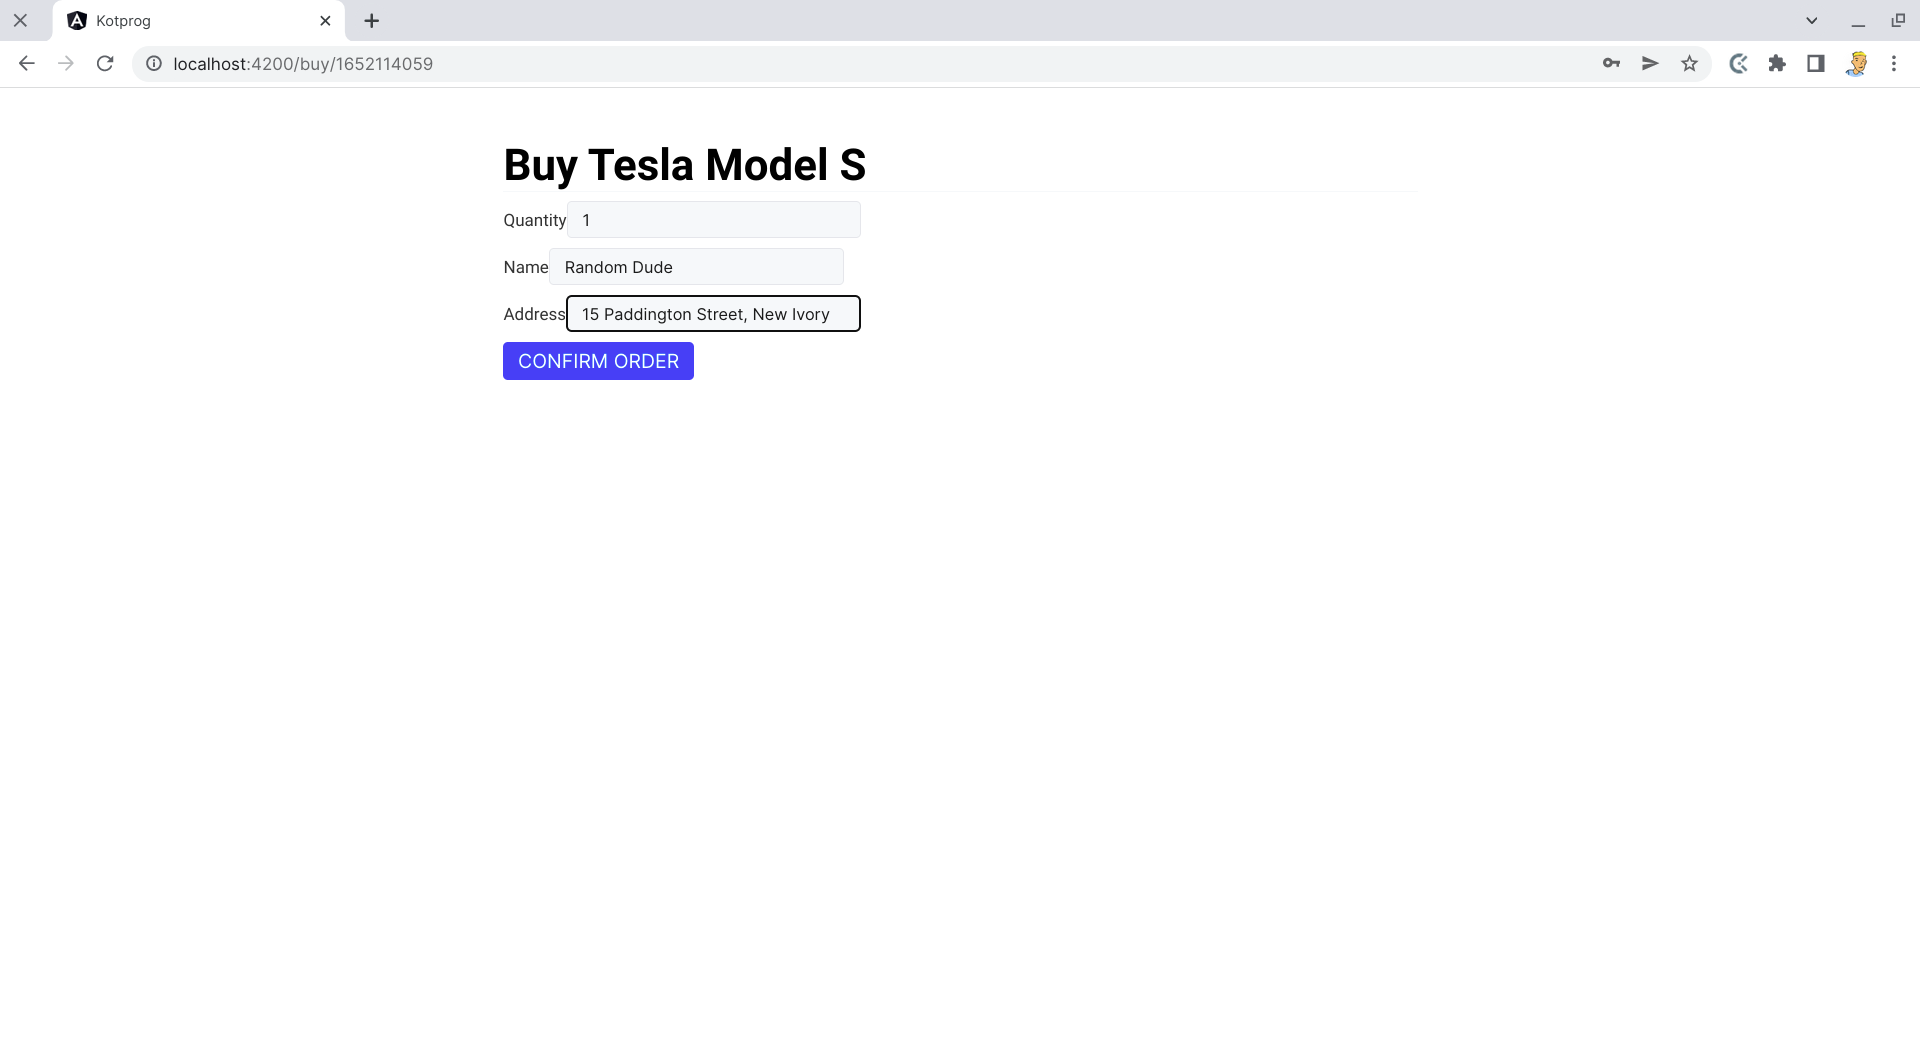 Kotprog
localhost:4200/buy/1652114059
Buy Tesla Model S
Quantity 1
Name Random Dude
Address 15 Paddington Street, New Ivory
CONFIRM ORDER